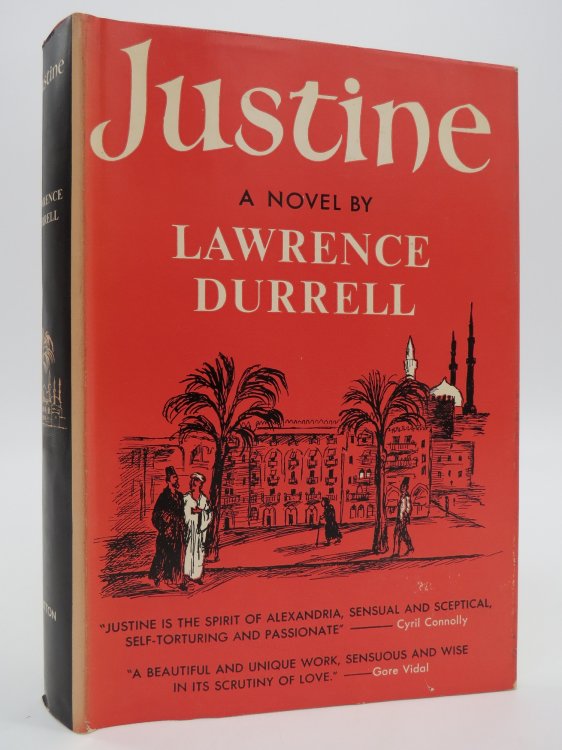 Justine
A NOVEL BY
LAWRENCE
DURRELL
"JUSTINE IS THE SPIRIT OF ALEXANDRIA, SENSUAL AND SCEPTICAL,
SELF-TORTURING AND PASSIONATE" —— Cyril Connolly
"A BEAUTIFUL AND UNIQUE WORK, SENSUOUS AND WISE
IN ITS SCRUTINY OF LOVE." —— Gore Vidal